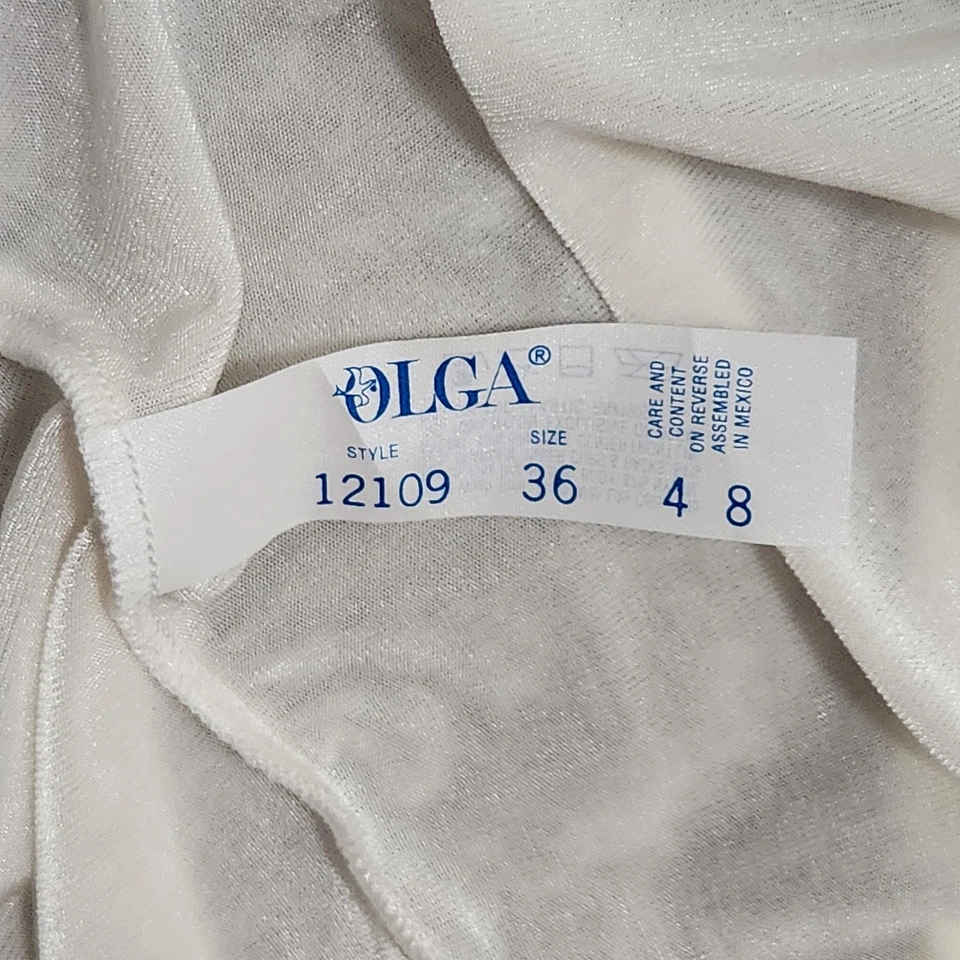 OLGA®
STYLE
12109
SIZE
36
4 8
CARE AND
CONTENT
ON REVERSE
ASSEMBLED
IN MEXICO